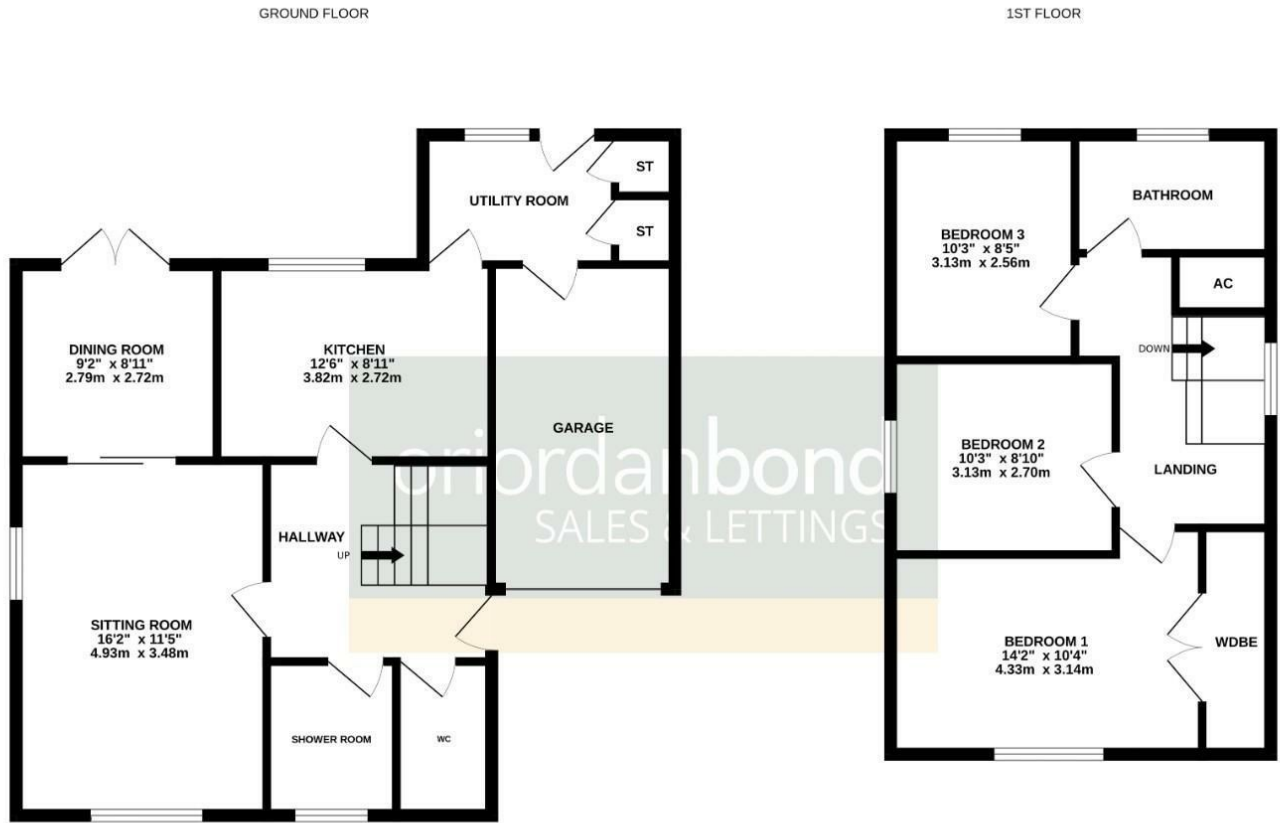 GROUND FLOOR
1ST FLOOR
UTILITY ROOM
ST
ST
DINING ROOM
9'2" x 8'11"
2.79m x 2.72m
KITCHEN
12'6" x 8'11"
3.82m x 2.72m
GARAGE
HALLWAY
UP
SITTING ROOM
16'2" x 11'5"
4.93m x 3.48m
SHOWER ROOM
WC
BEDROOM 3
10'3" x 8'5"
3.13m x 2.56m
BATHROOM
AC
DOWN
BEDROOM 2
10'3" x 8'10"
3.13m x 2.70m
LANDING
BEDROOM 1
14'2" x 10'4"
4.33m x 3.14m
WDBE
oriordanbond
SALES & LETTINGS